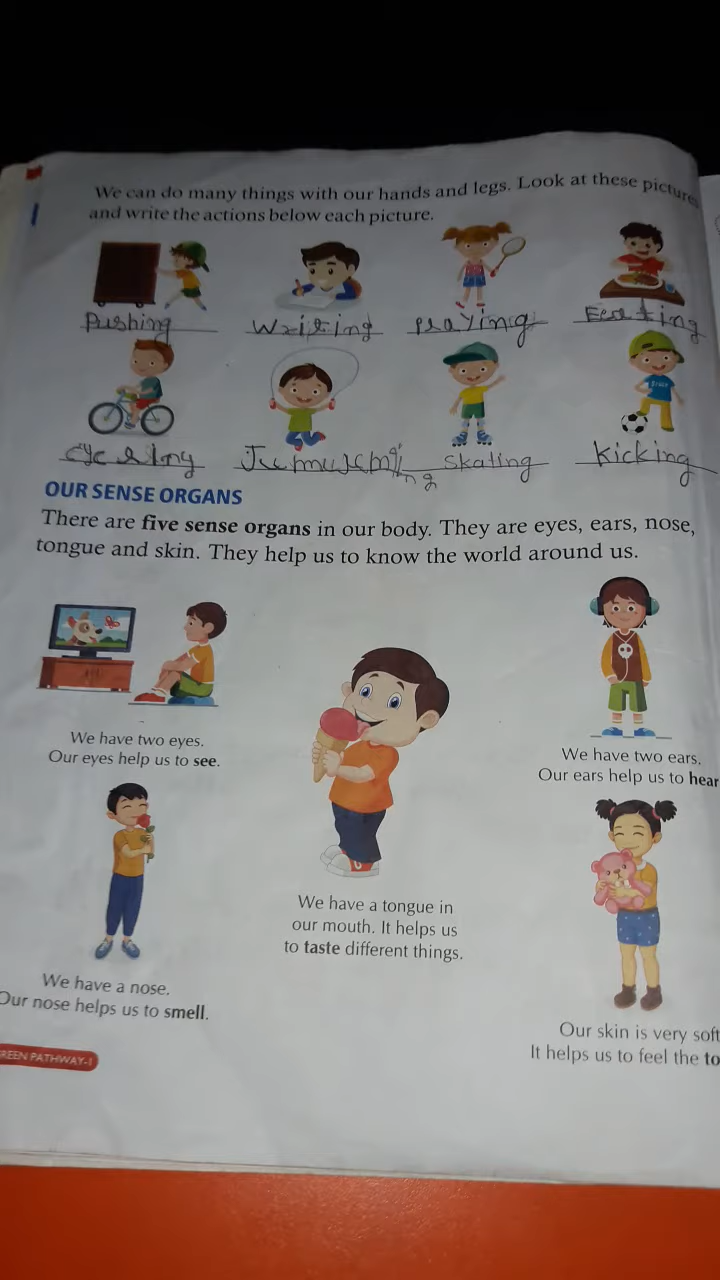 We can do many things with our hands and legs. Look at these pictures
and write the actions below each picture.
Pushing Writing Playing Eating
Skating Kicking
OUR SENSE ORGANS
There are five sense organs in our body. They are eyes, ears, nose,
tongue and skin. They help us to know the world around us.
We have two eyes.
Our eyes help us to see.
We have two ears.
Our ears help us to hear
We have a tongue in
our mouth. It helps us
to taste different things.
We have a nose.
Our nose helps us to smell.
Our skin is very soft
It helps us to feel the to
REEN PATHWAY-1